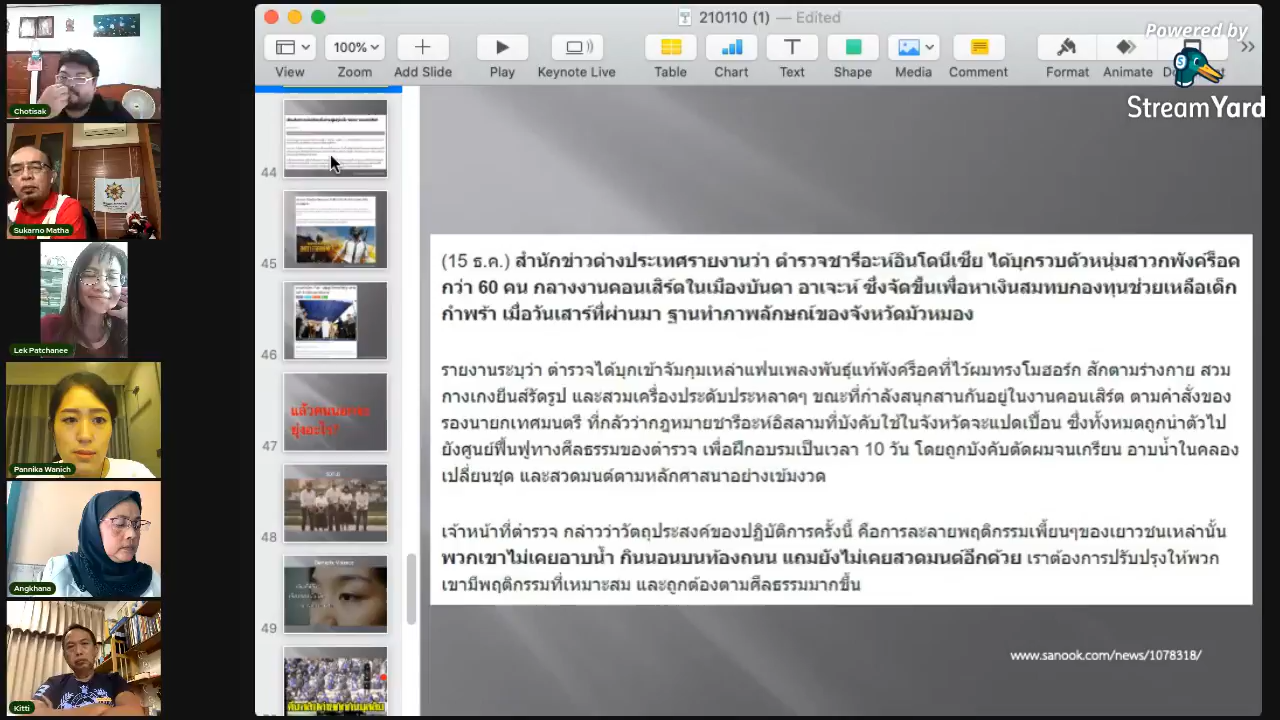 Chotisak
Sukarno Matha
Lek Patchanee
Pannika Wanich
Angkhana
Kitti
210110 (1) — Edited
View
100%
Zoom
Add Slide
Play
Keynote Live
Table
Chart
Text
Shape
Media
Comment
Format
Animate
Powered by
StreamYard
44
45
46
47
48
49
(15 ธ.ค.) สำนักข่าวต่างประเทศรายงานว่า ตำรวจชารีอะห์อินโดนีเซีย ได้บุกรวบตัวหนุ่มสาวกพังค์ร็อค
กว่า 60 คน กลางงานคอนเสิร์ตในเมืองบันดา อาเจะห์ ซึ่งจัดขึ้นเพื่อหาเงินสมทบกองทุนช่วยเหลือเด็ก
กำพร้า เมื่อวันเสาร์ที่ผ่านมา ฐานทำภาพลักษณ์ของจังหวัดมัวหมอง
รายงานระบุว่า ตำรวจได้บุกเข้าจับกุมเหล่าแฟนเพลงพันธุ์แท้พังค์ร็อคที่ไว้ผมทรงโมฮอร์ก สักตามร่างกาย สวม
กางเกงยีนส์รัดรูป และสวมเครื่องประดับประหลาดๆ ขณะที่กำลังสนุกสานกันอยู่ในงานคอนเสิร์ต ตามคำสั่งของ
รองนายกเทศมนตรี ที่กลัวว่ากฎหมายชารีอะห์อิสลามที่บังคับใช้ในจังหวัดจะแปดเปื้อน ซึ่งทั้งหมดถูกนำตัวไป
ยังศูนย์ฟื้นฟูทางศีลธรรมของตำรวจ เพื่อฝึกอบรมเป็นเวลา 10 วัน โดยถูกบังคับตัดผมจนเกรียน อาบน้ำในคลอง
เปลี่ยนชุด และสวดมนต์ตามหลักศาสนาอย่างเข้มงวด
เจ้าหน้าที่ตำรวจ กล่าวว่าวัตถุประสงค์ของปฏิบัติการครั้งนี้ คือการละลายพฤติกรรมเพี้ยนๆของเยาวชนเหล่านั้น
พวกเขาไม่เคยอาบน้ำ กินนอนบนท้องถนน แถมยังไม่เคยสวดมนต์อีกด้วย เราต้องการปรับปรุงให้พวก
เขามีพฤติกรรมที่เหมาะสม และถูกต้องตามศีลธรรมมากขึ้น
www.sanook.com/news/1078318/